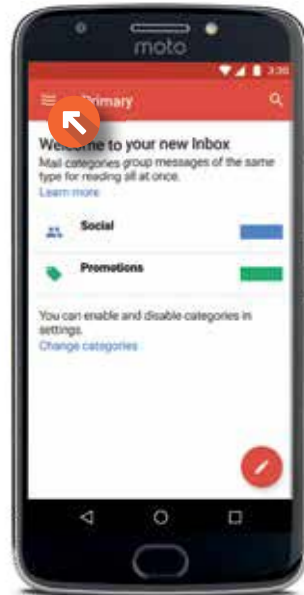 moto
3:30
Primary
Welcome to your new Inbox
Mail categories group messages of the same
type for reading all at once.
Learn more
Social
Promotions
You can enable and disable categories in
settings.
Change categories